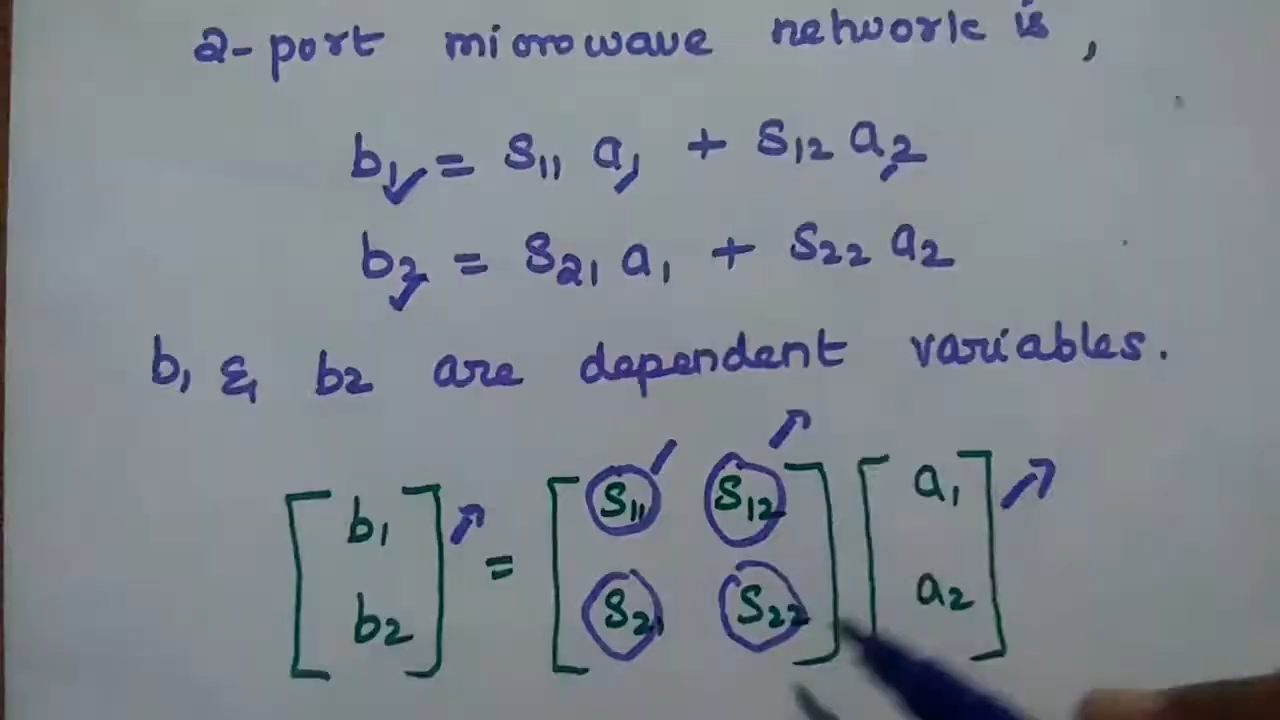 2-port microwave network is,
b₁ = S₁₁ a₁ + S₁₂ a₂
b₂ = S₂₁ a₁ + S₂₂ a₂
b₁ & b₂ are dependent variables.
[b₁ b₂] = [S₁₁ S₁₂ S₂₁ S₂₂] [a₁ a₂]